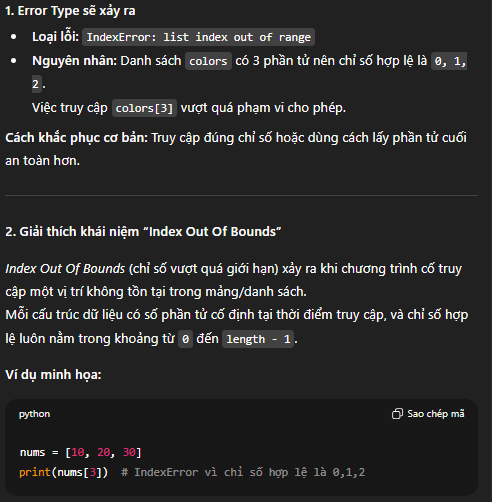 1. Error Type sẽ xảy ra
• Loại lỗi: IndexError: list index out of range
• Nguyên nhân: Danh sách colors có 3 phần tử nên chỉ số hợp lệ là 0, 1,
2 .
Việc truy cập colors[3] vượt quá phạm vi cho phép.
Cách khắc phục cơ bản: Truy cập đúng chỉ số hoặc dùng cách lấy phần tử cuối
an toàn hơn.
2. Giải thích khái niệm “Index Out Of Bounds”
Index Out Of Bounds (chỉ số vượt quá giới hạn) xảy ra khi chương trình cố truy
cập một vị trí không tồn tại trong mảng/danh sách.
Mỗi cấu trúc dữ liệu có số phần tử cố định tại thời điểm truy cập, và chỉ số hợp
lệ luôn nằm trong khoảng từ 0 đến length - 1 .
Ví dụ minh họa:
python Sao chép mã
nums = [10, 20, 30]
print(nums[3])  # IndexError vì chỉ số hợp lệ là 0,1,2